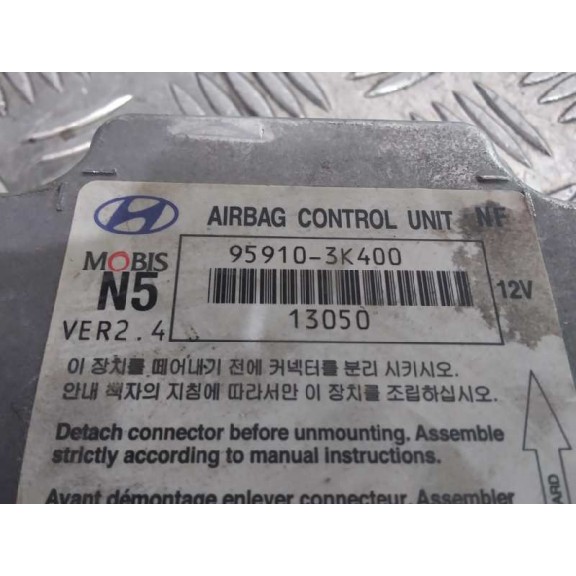 AIRBAG CONTROL UNIT NF
MOBIS
95910-3K400
N5
12V
VER2.4
13050
이 장치를 떼어내기 전에 커넥터를 분리 시키시오.
안내 책자의 지침에 따라서만 이 장치를 조립하십시오.
Detach connector before unmounting. Assemble
strictly according to manual instructions.
Avant démontage enlever connecteur. Assembler